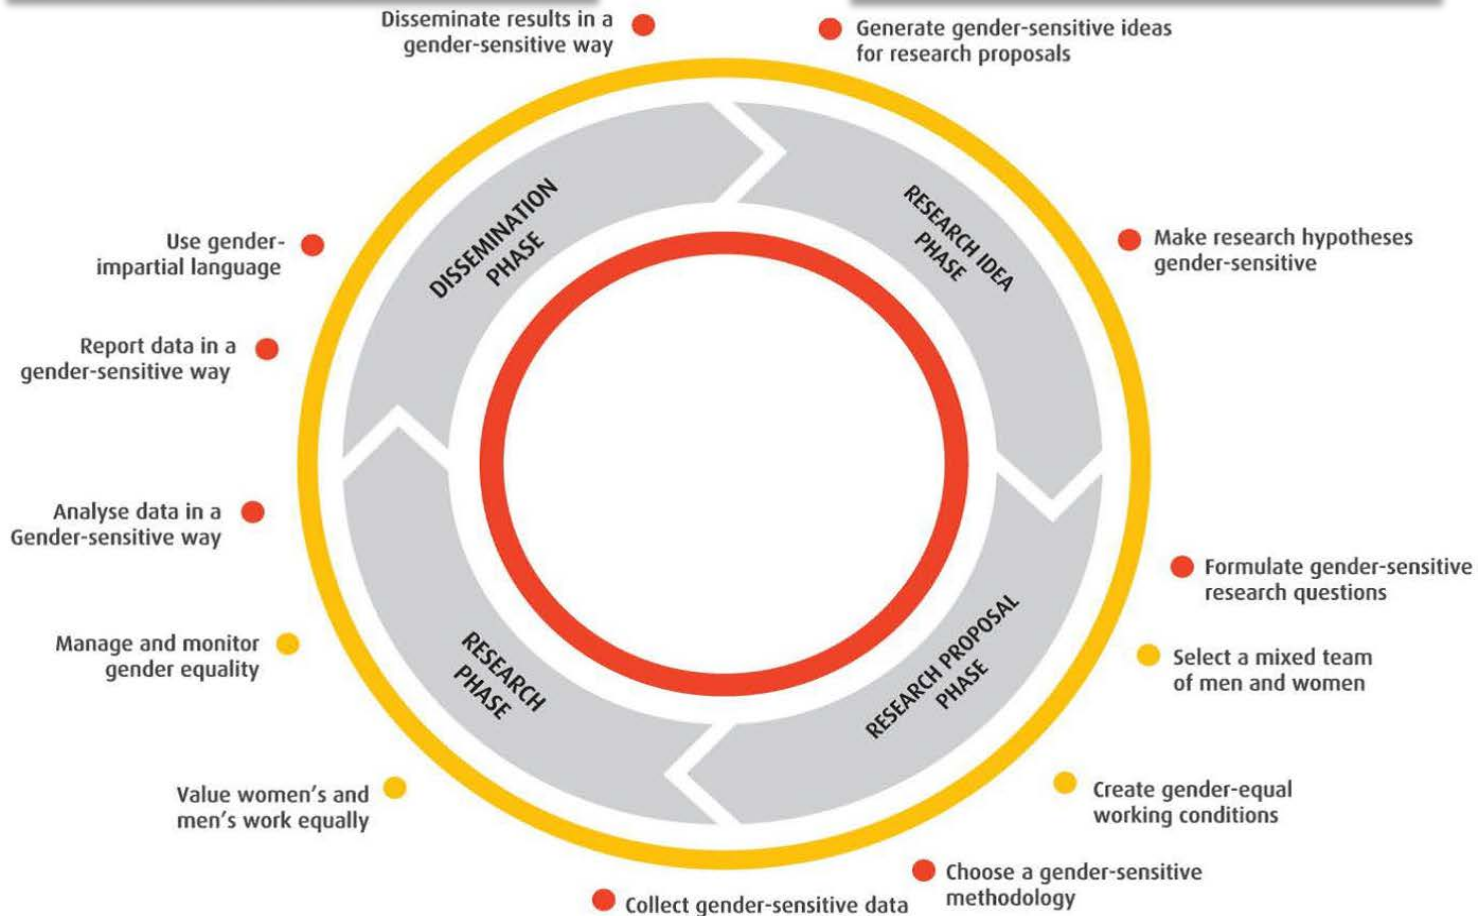 Disseminate results in a
gender-sensitive way
Generate gender-sensitive ideas
for research proposals
DISSEMINATION
PHASE
RESEARCH IDEA
PHASE
Use gender-
impartial language
Make research hypotheses
gender-sensitive
Report data in a
gender-sensitive way
Analyse data in a
Gender-sensitive way
Formulate gender-sensitive
research questions
Manage and monitor
gender equality
RESEARCH
PHASE
RESEARCH PROPOSAL
PHASE
Select a mixed team
of men and women
Value women's and
men's work equally
Create gender-equal
working conditions
Choose a gender-sensitive
methodology
Collect gender-sensitive data